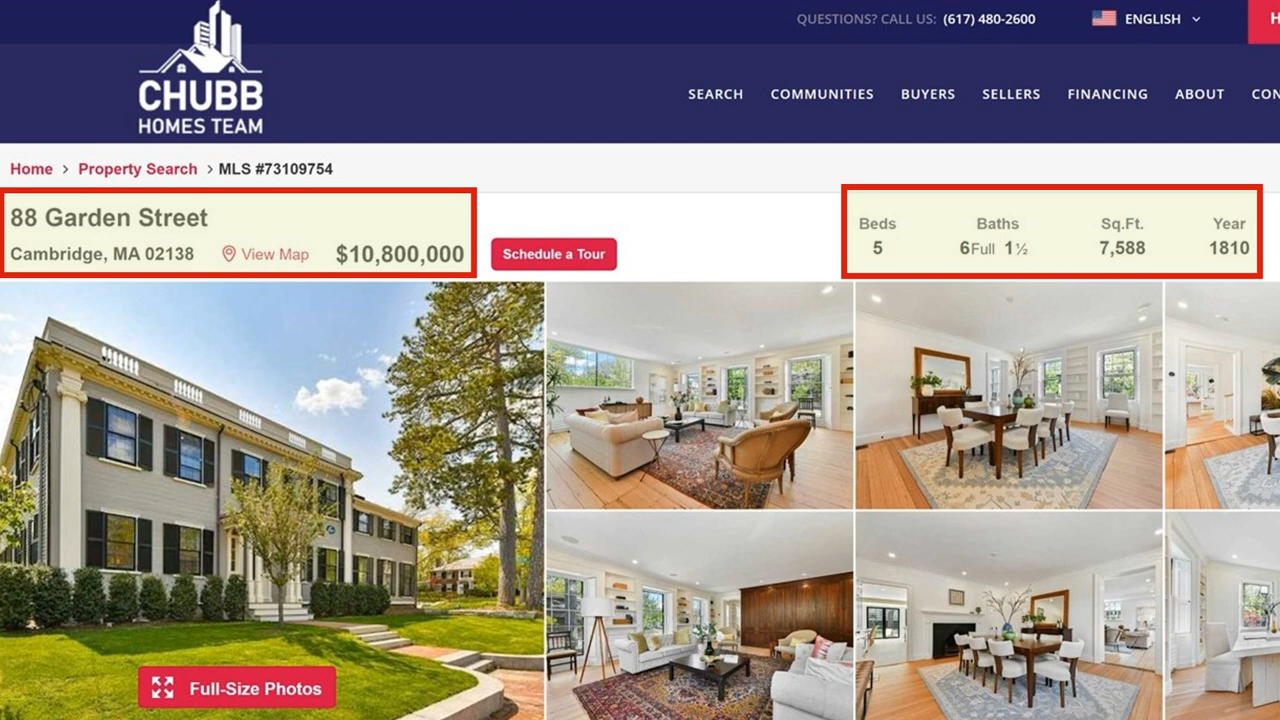 QUESTIONS? CALL US: (617) 480-2600
ENGLISH
H
CHUBB
HOMES TEAM
SEARCH COMMUNITIES BUYERS SELLERS FINANCING ABOUT CON
Home > Property Search > MLS #73109754
88 Garden Street
Cambridge, MA 02138 View Map $10,800,000
Schedule a Tour
Beds Baths Sq.Ft. Year
5 6Full 1½ 7,588 1810
Full-Size Photos